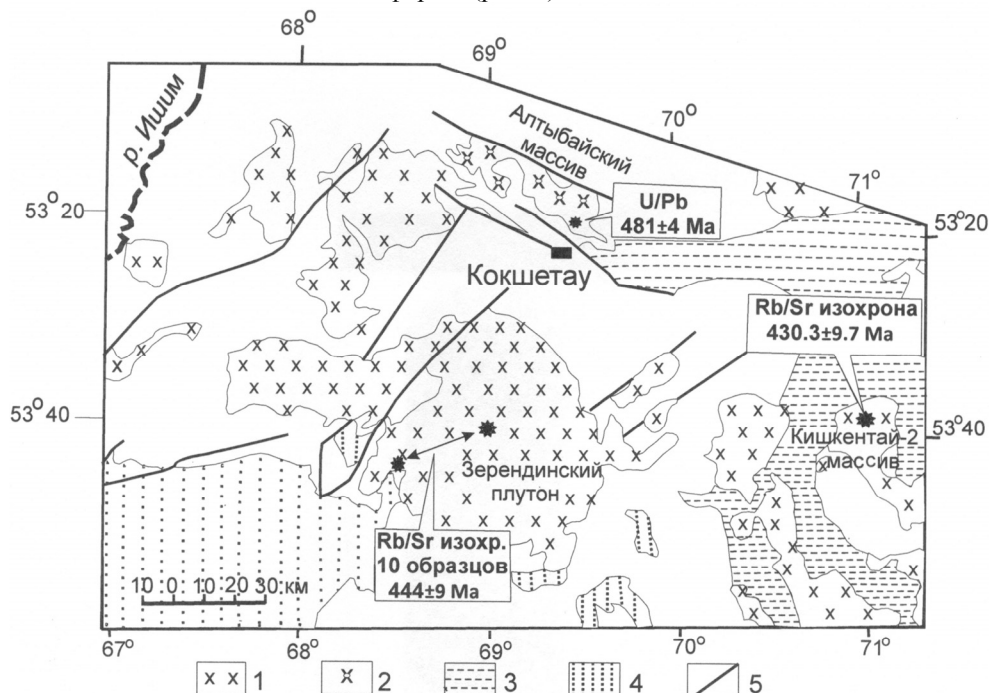 68°
69°
70°
71°
р. Ишим
Алтыбайский
массив
U/Pb
481±4 Ma
53°20
53°20
Кокшетау
Rb/Sr изохрона
430.3±9.7 Ma
53°40
53°40
Кишкентай-2
массив
Зерендинский
плутон
Rb/Sr изохр.
10 образцов
444±9 Ma
10 0 10 20 30 км
67° 68° 69° 70° 71°
1 2 3 4 5